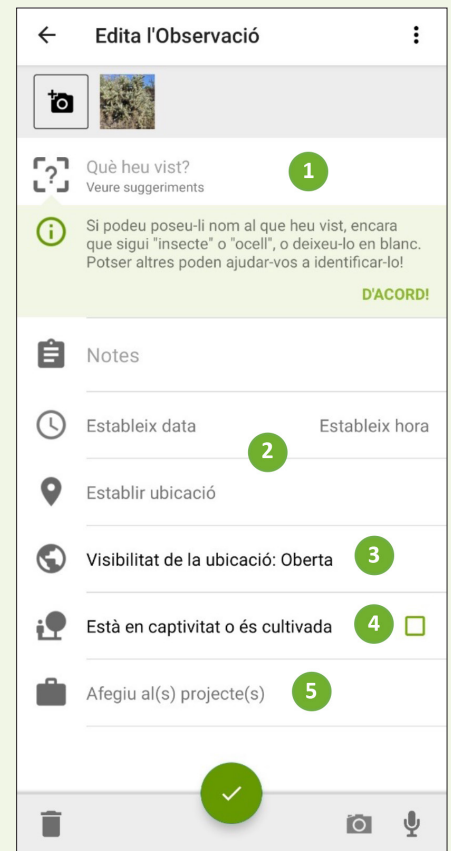 Edita l'Observació
Què heu vist?
1
Veure suggeriments
Si podeu poseu-li nom al que heu vist, encara
que sigui "insecte" o "ocell", o deixeu-lo en blanc.
Potser altres poden ajudar-vos a identificar-lo!
D'ACORD!
Notes
Estableix data Estableix hora
2
Establir ubicació
Visibilitat de la ubicació: Oberta 3
Està en captivitat o és cultivada 4
Afegiu al(s) projecte(s) 5